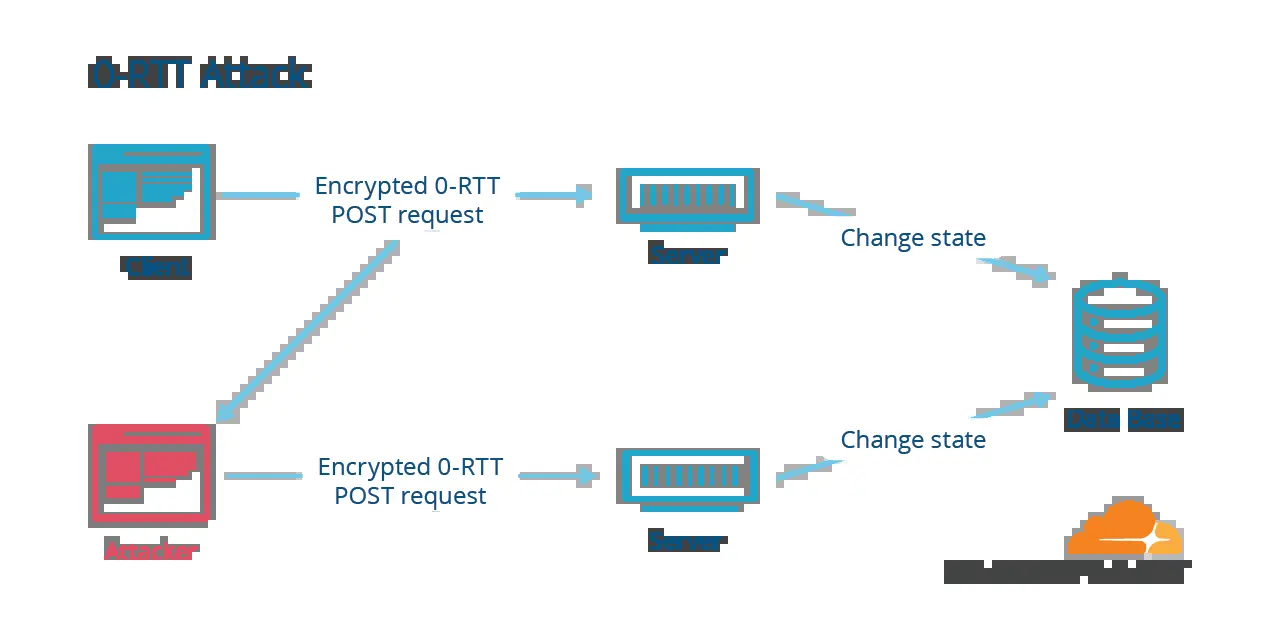 0-RTT Attack
Encrypted 0-RTT
POST request
Client
Server
Change state
Data Base
Change state
Encrypted 0-RTT
POST request
Attacker
Server